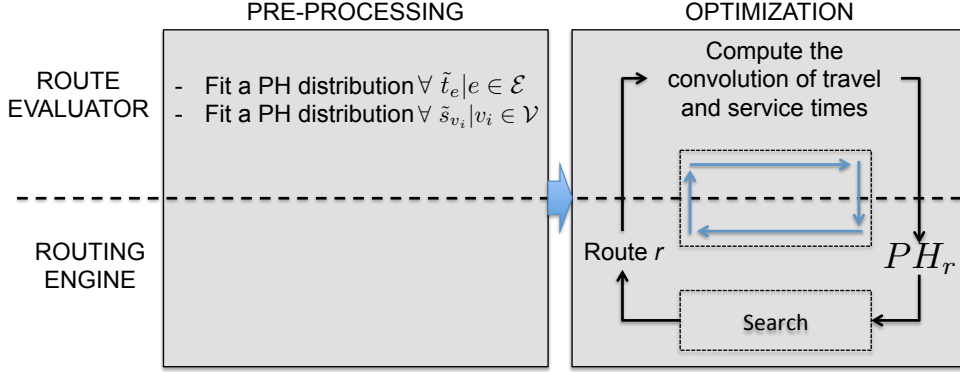 PRE-PROCESSING
OPTIMIZATION
ROUTE
EVALUATOR
- Fit a PH distribution ∀ t̃ₑ|e ∈ ℰ
- Fit a PH distribution ∀ s̃_{v_i}|v_i ∈ 𝒱
Compute the
convolution of travel
and service times
ROUTING
ENGINE
Route r
PH_r
Search